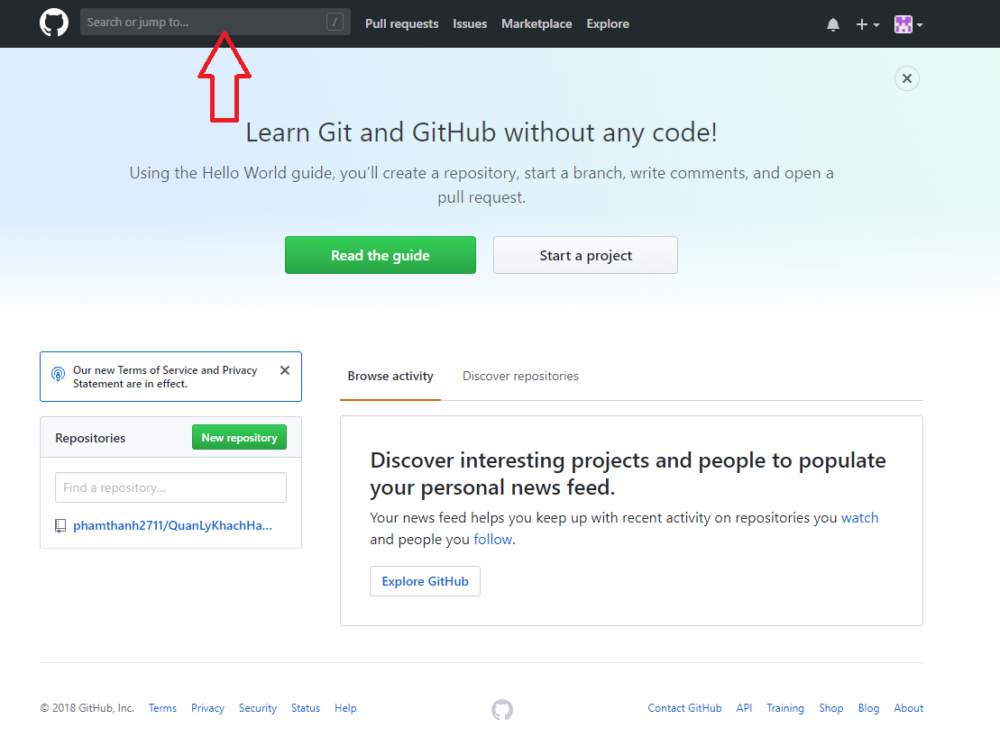 Search or jump to... /
Pull requests Issues Marketplace Explore
Learn Git and GitHub without any code!
Using the Hello World guide, you’ll create a repository, start a branch, write comments, and open a
pull request.
Read the guide
Start a project
Our new Terms of Service and Privacy
Statement are in effect.
Repositories
New repository
Find a repository...
phamthanh2711/QuanLyKhachHa...
Browse activity
Discover repositories
Discover interesting projects and people to populate
your personal news feed.
Your news feed helps you keep up with recent activity on repositories you watch
and people you follow.
Explore GitHub
© 2018 GitHub, Inc. Terms Privacy Security Status Help
Contact GitHub API Training Shop Blog About